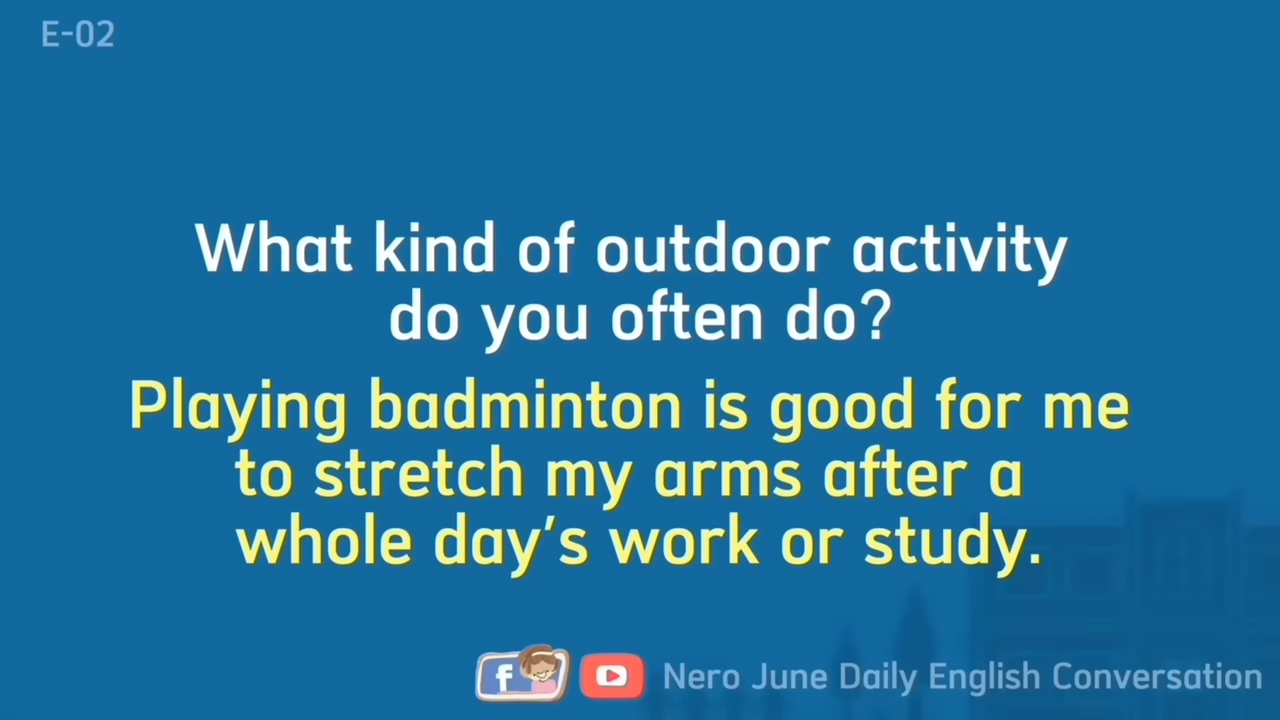 E-02
What kind of outdoor activity
do you often do?
Playing badminton is good for me
to stretch my arms after a
whole day's work or study.
f
Nero June Daily English Conversation